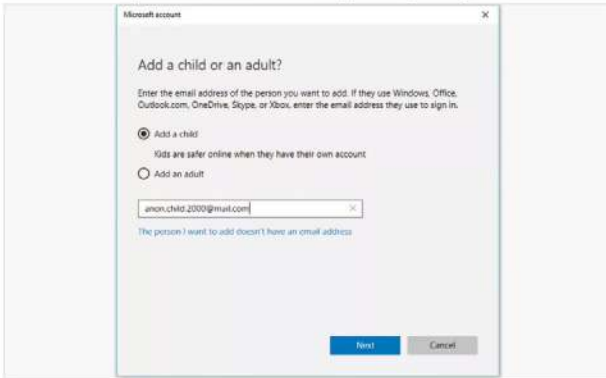 Microsoft account
Add a child or an adult?
Enter the email address of the person you want to add. If they use Windows, Office,
Outlook.com, OneDrive, Skype, or Xbox, enter the email address they use to sign in.
Add a child
Kids are safer online when they have their own account
Add an adult
anon.child.2000@mail.com
The person I want to add doesn't have an email address
Next
Cancel